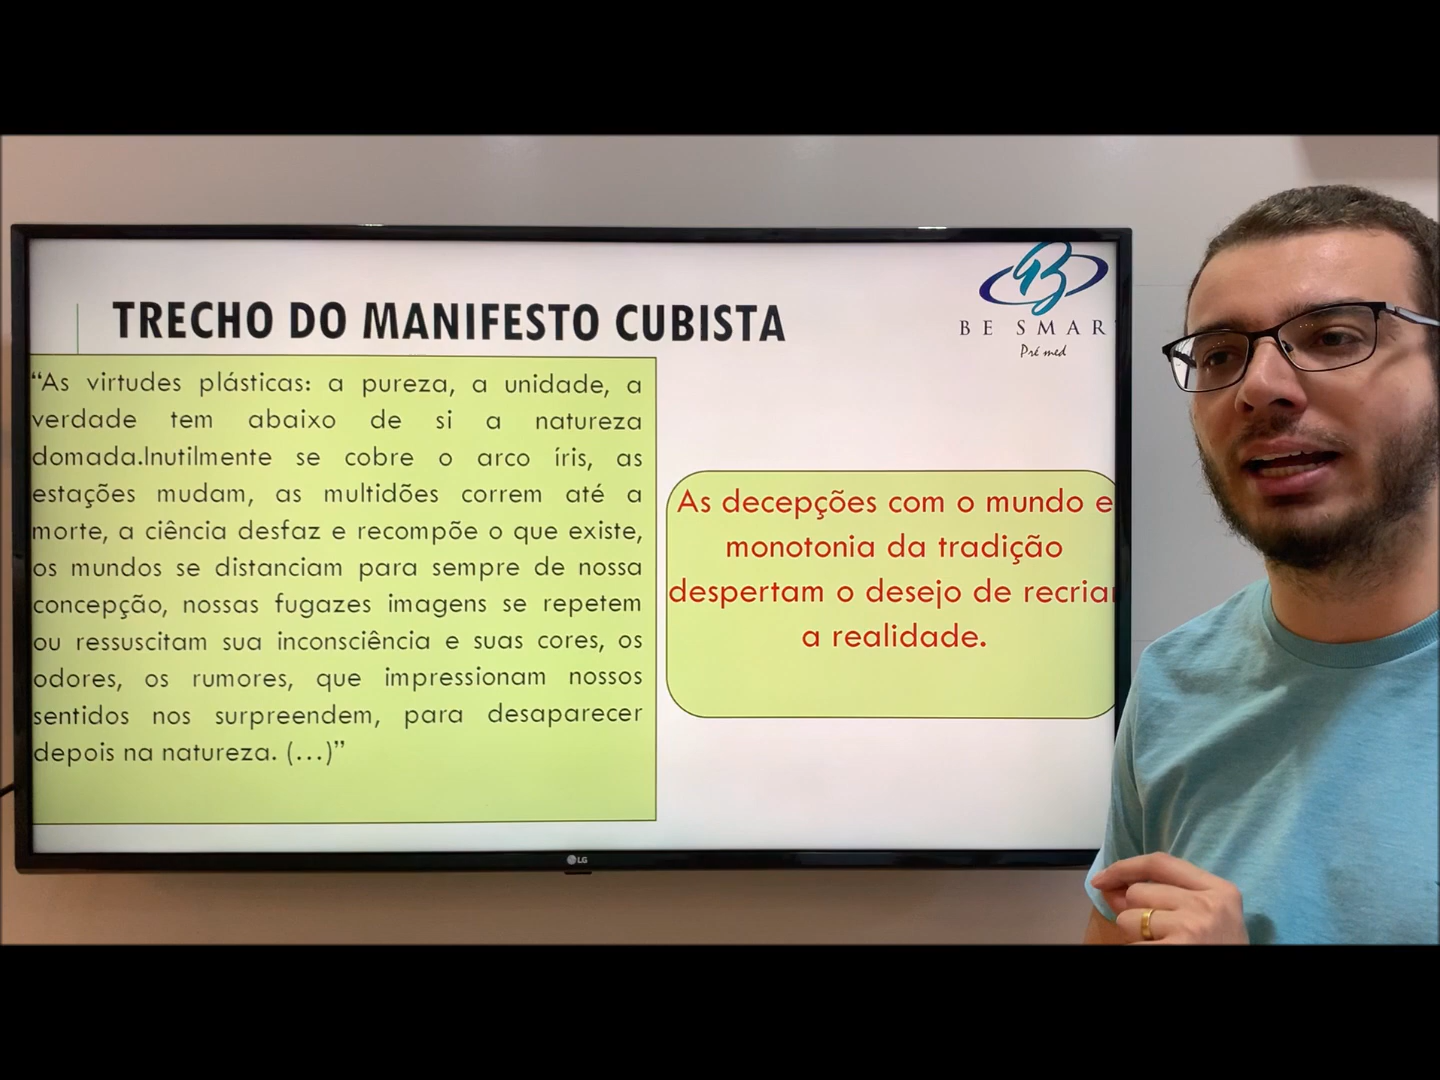 TRECHO DO MANIFESTO CUBISTA
BE SMAR
Pré med
“As virtudes plásticas: a pureza, a unidade, a
verdade tem abaixo de si a natureza
domada.Inutilmente se cobre o arco íris, as
estações mudam, as multidões correm até a
morte, a ciência desfaz e recompõe o que existe,
os mundos se distanciam para sempre de nossa
concepção, nossas fugazes imagens se repetem
ou ressuscitam sua inconsciência e suas cores, os
odores, os rumores, que impressionam nossos
sentidos nos surpreendem, para desaparecer
depois na natureza. (...)”
As decepções com o mundo e
monotonia da tradição
despertam o desejo de recriar
a realidade.
LG